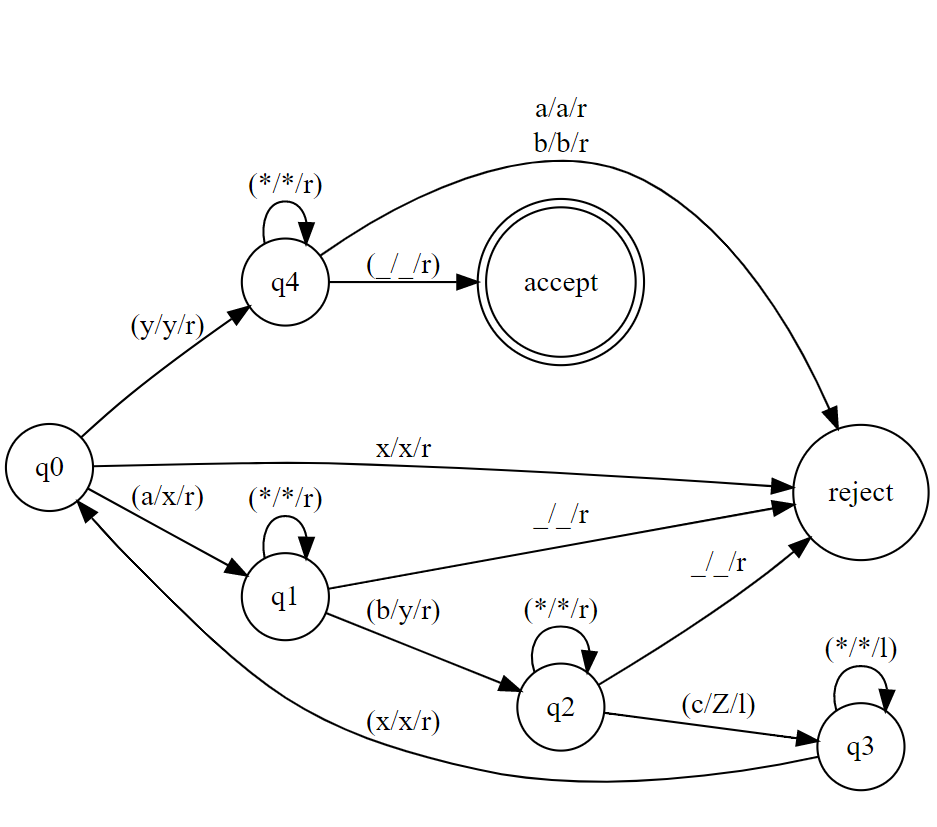 a/a/r
b/b/r
(*/*/r)
q4
(_/_/r)
accept
(y/y/r)
q0
x/x/r
reject
(a/x/r)
(*/*/r)
_/_/r
q1
_/_/r
(b/y/r)
(*/*/r)
(*/*/l)
q2
(c/Z/l)
(x/x/r)
q3